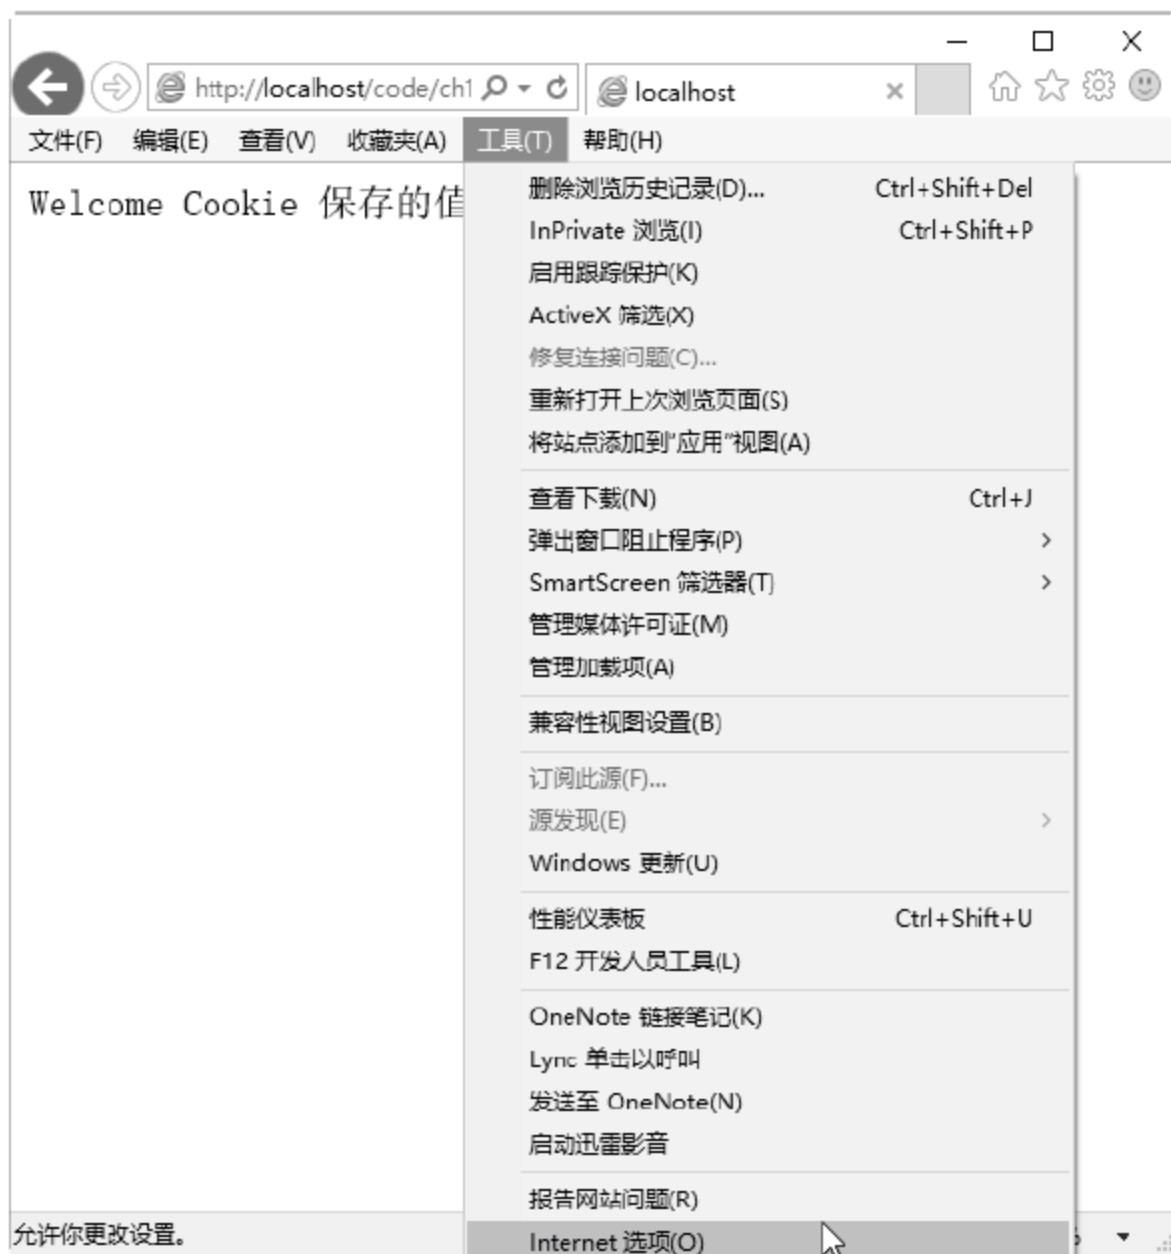 http://localhost/code/ch1
localhost
文件(F) 编辑(E) 查看(V) 收藏夹(A) 工具(T) 帮助(H)
Welcome Cookie 保存的值
删除浏览历史记录(D)... Ctrl+Shift+Del
InPrivate 浏览(I) Ctrl+Shift+P
启用跟踪保护(K)
ActiveX 筛选(X)
修复连接问题(C)...
重新打开上次浏览页面(S)
将站点添加到"应用"视图(A)
查看下载(N) Ctrl+J
弹出窗口阻止程序(P)
SmartScreen 筛选器(T)
管理媒体许可证(M)
管理加载项(A)
兼容性视图设置(B)
订阅此源(F)...
源发现(E)
Windows 更新(U)
性能仪表板 Ctrl+Shift+U
F12 开发人员工具(L)
OneNote 链接笔记(K)
Lync 单击以呼叫
发送至 OneNote(N)
启动迅雷影音
报告网站问题(R)
允许你更改设置。
Internet 选项(O)